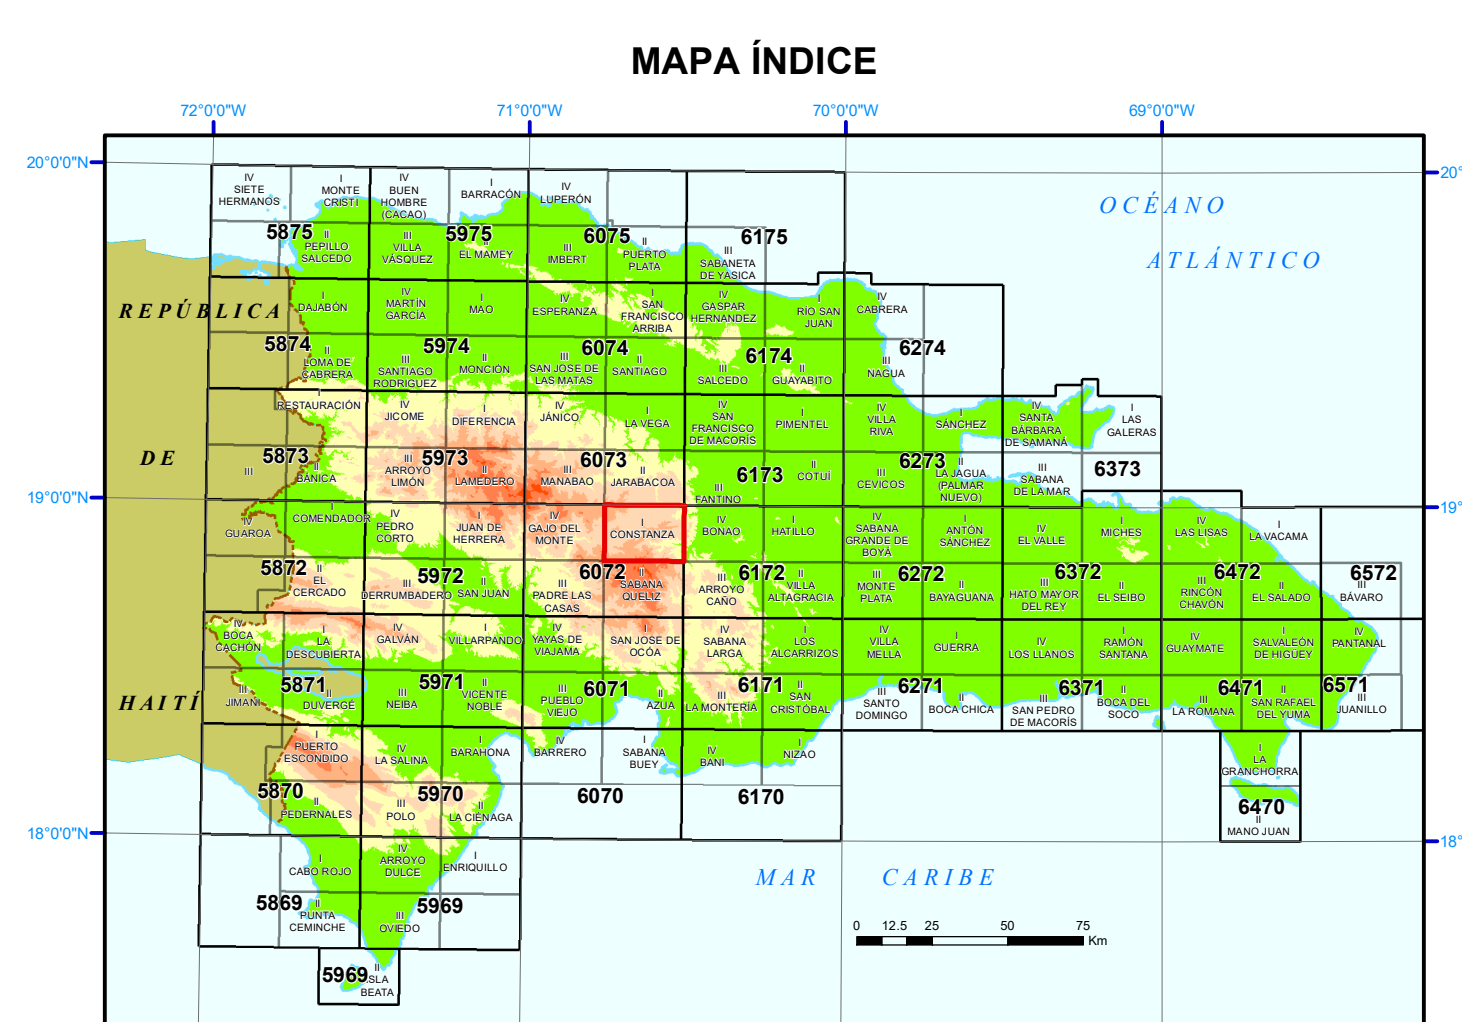 MAPA ÍNDICE
72°0'0"W
71°0'0"W
70°0'0"W
69°0'0"W
20°0'0"N
20°
IV
SIETE
HERMANOS
I
MONTE
CRISTI
IV
BUEN
HOMBRE
(CACAO)
I
BARRACÓN
IV
LUPERÓN
OCÉANO
ATLÁNTICO
5875
5975
6075
6175
II
PEPILLO
SALCEDO
III
VILLA
VÁSQUEZ
II
EL MAMEY
III
IMBERT
II
PUERTO
PLATA
III
SABANETA
DE YASICA
REPÚBLICA
I
DAJABÓN
IV
MARTÍN
GARCÍA
I
MAO
IV
ESPERANZA
I
SAN
FRANCISCO
ARRIBA
IV
GASPAR
HERNANDEZ
I
RÍO SAN
JUAN
IV
CABRERA
5874
5974
6074
6174
6274
II
LOMA DE
CABRERA
III
SANTIAGO
RODRIGUEZ
II
MONCIÓN
III
SAN JOSE DE
LAS MATAS
II
SANTIAGO
III
SALCEDO
II
GUAYABITO
III
NAGUA
I
RESTAURACIÓN
IV
JICOME
I
DIFERENCIA
IV
JÁNICO
I
LA VEGA
IV
SAN
FRANCISCO
DE MACORÍS
I
PIMENTEL
IV
VILLA
RIVA
I
SÁNCHEZ
IV
SANTA
BÁRBARA
DE SAMANÁ
I
LAS
GALERAS
DE
5873
5973
6073
6173
6273
6373
III
II
BÁNICA
III
ARROYO
LIMÓN
II
LAMEDERO
III
MANABAO
II
JARABACOA
III
FANTINO
II
COTUÍ
III
CEVICOS
II
LA JAGUA
(PALMAR
NUEVO)
III
SABANA
DE LA MAR
19°0'0"N
19°
IV
GUAROA
I
COMENDADOR
IV
PEDRO
CORTO
I
JUAN DE
HERRERA
IV
GAJO DEL
MONTE
I
CONSTANZA
IV
BONAO
I
HATILLO
IV
SABANA
GRANDE DE
BOYÁ
I
ANTÓN
SÁNCHEZ
IV
EL VALLE
I
MICHES
IV
LAS LISAS
I
LA VACAMA
5872
5972
6072
6172
6272
6372
6472
6572
II
EL
CERCADO
III
DERRUMBADERO
II
SAN JUAN
III
PADRE LAS
CASAS
II
SABANA
QUELIZ
III
ARROYO
CAÑO
II
VILLA
ALTAGRACIA
III
MONTE
PLATA
II
BAYAGUANA
III
HATO MAYOR
DEL REY
II
EL SEIBO
III
RINCÓN
CHAVÓN
II
EL SALADO
III
BÁVARO
IV
BOCA
CACHÓN
I
LA
DESCUBIERTA
IV
GALVÁN
I
VILLARPANDO
IV
YAYAS DE
VIAJAMA
I
SAN JOSE DE
OCÓA
IV
SABANA
LARGA
I
LOS
ALCARRIZOS
IV
VILLA
MELLA
I
GUERRA
IV
LOS LLANOS
I
RAMÓN
SANTANA
IV
GUAYMATE
I
SALVALEÓN
DE HIGÜEY
IV
PANTANAL
HAITÍ
5871
5971
6071
6171
6271
6371
6471
6571
III
JIMANÍ
II
DUVERGÉ
III
NEIBA
II
VICENTE
NOBLE
III
PUEBLO
VIEJO
II
AZUA
III
LA MONTERÍA
II
SAN
CRISTÓBAL
III
SANTO
DOMINGO
II
BOCA CHICA
III
SAN PEDRO
DE MACORÍS
II
BOCA DEL
SOCO
III
LA ROMANA
II
SAN RAFAEL
DEL YUMA
III
JUANILLO
I
PUERTO
ESCONDIDO
IV
LA SALINA
I
BARAHONA
IV
BARRERO
I
SABANA
BUEY
IV
BANI
I
NIZAO
I
LA
GRANCHORRA
5870
5970
6070
6170
6470
II
PEDERNALES
III
POLO
II
LA CIÉNAGA
II
MANO JUAN
18°0'0"N
18°
I
CABO ROJO
IV
ARROYO
DULCE
I
ENRIQUILLO
MAR CARIBE
5869
5969
II
PUNTA
CEMINCHE
III
OVIEDO
0 12.5 25 50 75
Km
5969
II
ISLA
BEATA